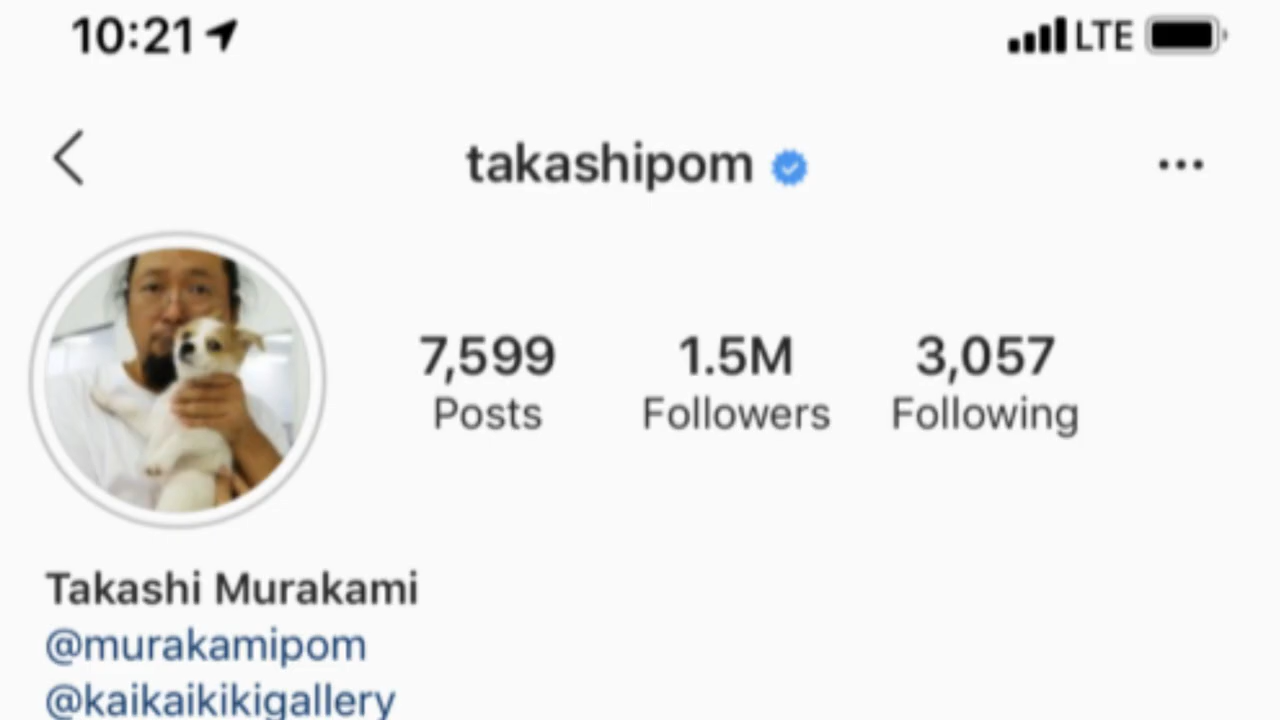 10:21 LTE
takashipom
7,599 1.5M 3,057
Posts Followers Following
Takashi Murakami
@murakamipom
@kaikaikikigallery